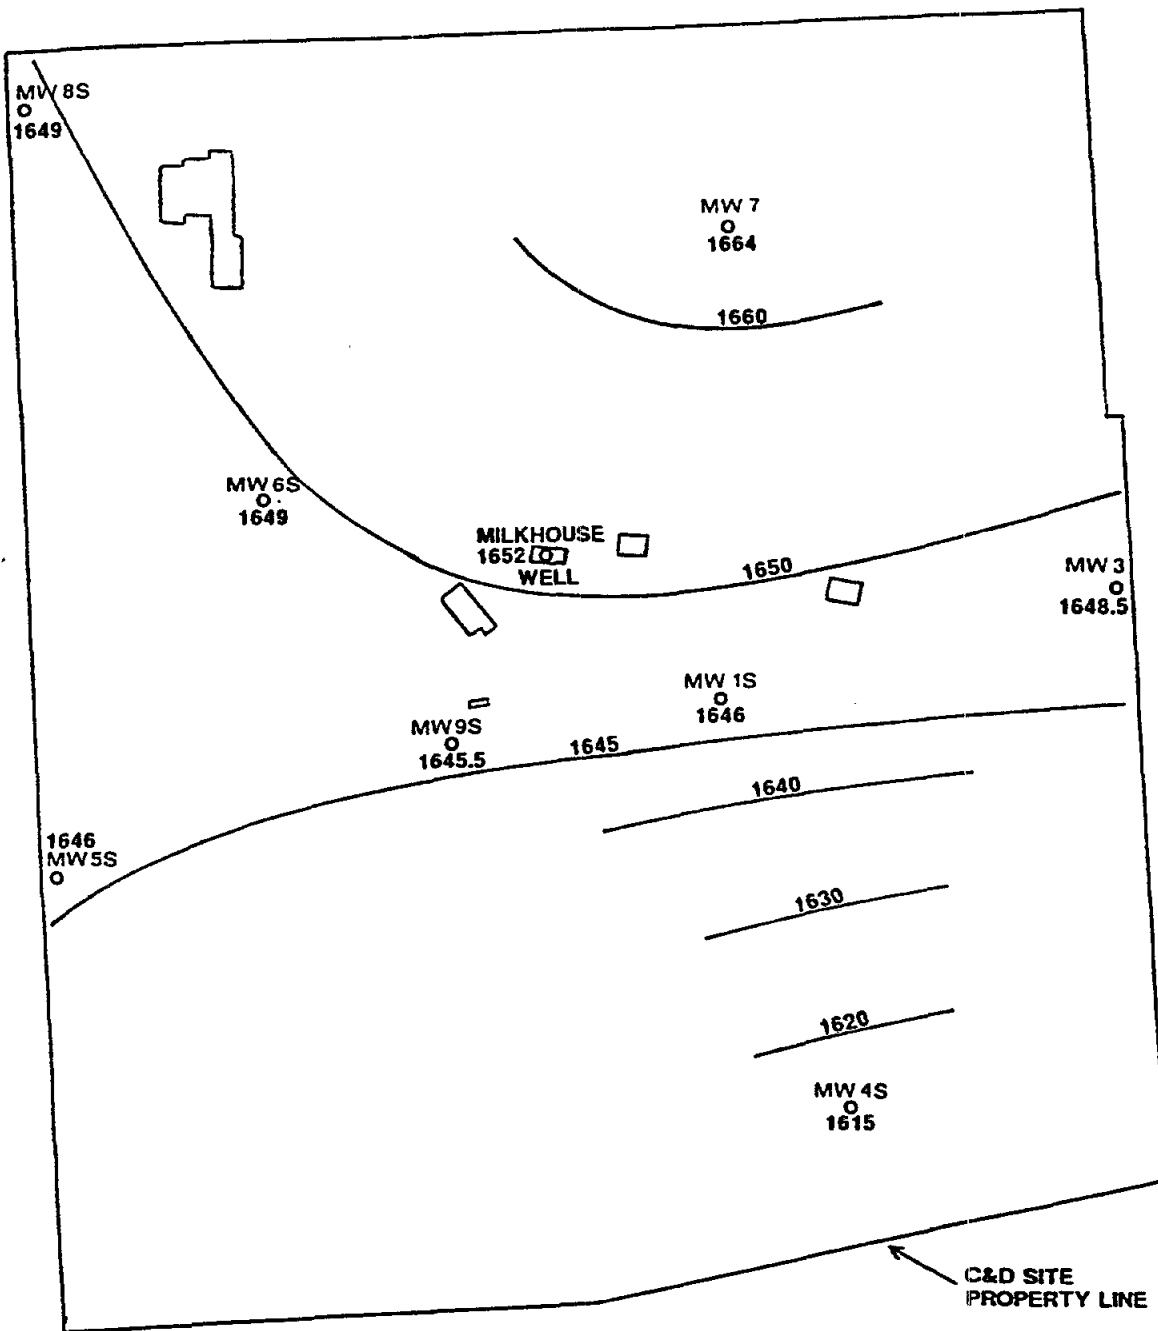 MW 8S
1649
MW 7
1664
1660
MW 6S
1649
MILKHOUSE
1652
WELL
1650
MW 3
1648.5
MW 1S
1646
MW9S
1645.5
1645
1640
1646
MW5S
1630
1620
MW 4S
1615
C&D SITE
PROPERTY LINE